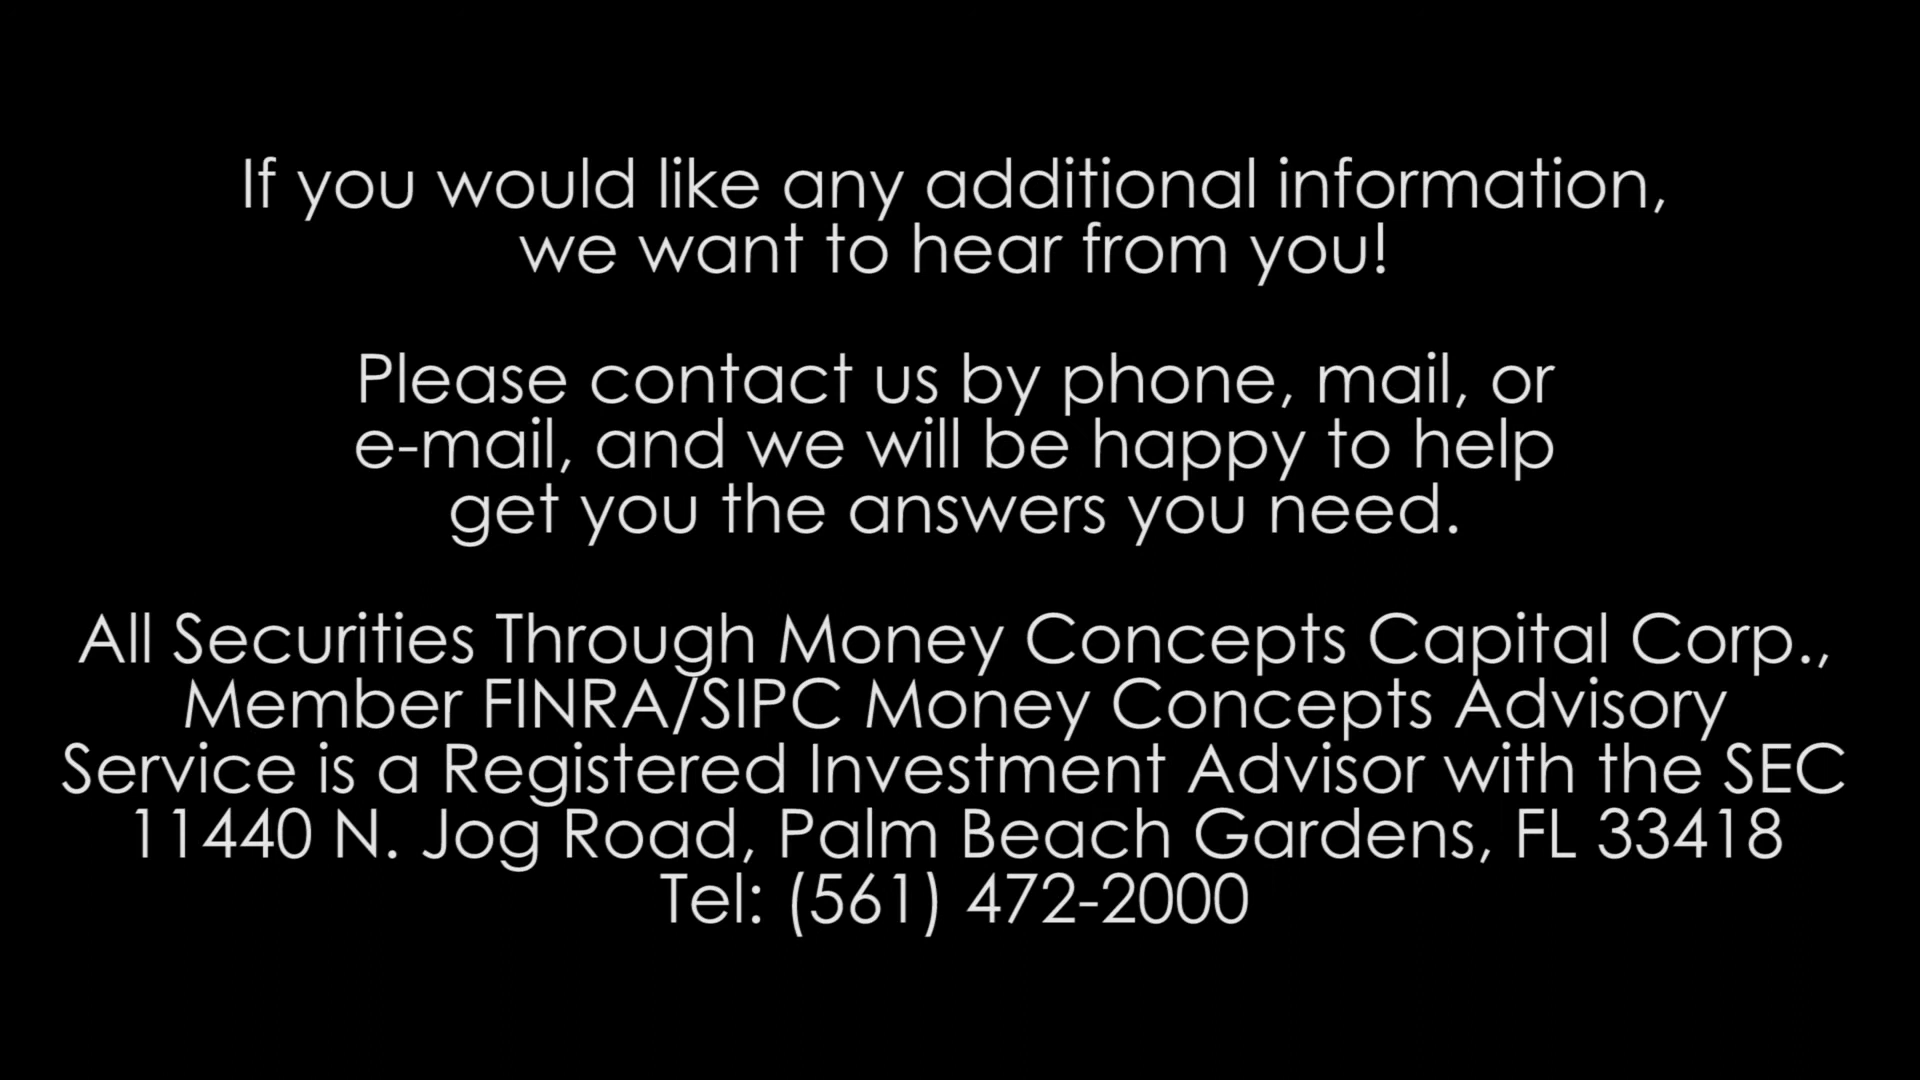 If you would like any additional information,
we want to hear from you!
Please contact us by phone, mail, or
e-mail, and we will be happy to help
get you the answers you need.
All Securities Through Money Concepts Capital Corp.,
Member FINRA/SIPC Money Concepts Advisory
Service is a Registered Investment Advisor with the SEC
11440 N. Jog Road, Palm Beach Gardens, FL 33418
Tel: (561) 472-2000